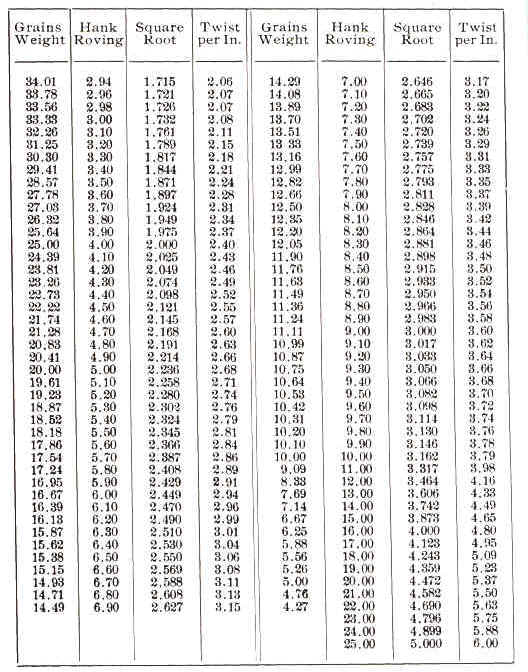 Grains Weight Hank Roving Square Root Twist per In. Grains Weight Hank Roving Square Root Twist per In.
34.01 2.94 1.715 2.06 14.29 7.00 2.646 3.17
33.78 2.96 1.721 2.07 14.08 7.10 2.665 3.20
33.56 2.98 1.726 2.07 13.89 7.20 2.683 3.22
33.33 3.00 1.732 2.08 13.70 7.30 2.702 3.24
32.26 3.10 1.761 2.11 13.51 7.40 2.720 3.26
31.25 3.20 1.789 2.15 13 33 7.50 2.739 3.29
30.30 3.30 1.817 2.18 13.16 7.60 2.757 3.31
29.41 3.40 1.844 2.21 12.99 7.70 2.775 3.33
28.57 3.50 1.871 2.24 12.82 7.80 2.793 3.35
27.78 3.60 1.897 2.28 12.66 7.90 2.811 3.37
27.03 3.70 1.924 2.31 12.50 8.00 2.828 3.39
26.32 3.80 1.949 2.34 12.35 8.10 2.846 3.42
25.64 3.90 1.975 2.37 12.20 8.20 2.864 3.44
25.00 4.00 2.000 2.40 12.05 8.30 2.881 3.46
24.39 4.10 2.025 2.43 11.90 8.40 2.898 3.48
23.81 4.20 2.049 2.46 11.76 8.50 2.915 3.50
23.26 4.30 2.074 2.49 11.63 8.60 2.933 3.52
22.73 4.40 2.098 2.52 11.49 8.70 2.950 3.54
22.22 4.50 2.121 2.55 11.36 8.80 2.966 3.56
21.74 4.60 2.145 2.57 11.24 8.90 2.983 3.58
21.28 4.70 2.168 2.60 11.11 9.00 3.000 3.60
20.83 4.80 2.191 2.63 10.99 9.10 3.017 3.62
20.41 4.90 2.214 2.66 10.87 9.20 3.033 3.64
20.00 5.00 2.236 2.68 10.75 9.30 3.050 3.66
19.61 5.10 2.258 2.71 10.64 9.40 3.066 3.68
19.23 5.20 2.280 2.74 10.53 9.50 3.082 3.70
18.87 5.30 2.302 2.76 10.42 9.60 3.098 3.72
18.52 5.40 2.324 2.79 10.31 9.70 3.114 3.74
18.18 5.50 2.345 2.81 10.20 9.80 3.130 3.76
17.86 5.60 2.366 2.84 10.10 9.90 3.146 3.78
17.54 5.70 2.387 2.86 10.00 10.00 3.162 3.79
17.24 5.80 2.408 2.89 9.09 11.00 3.317 3.98
16.95 5.90 2.429 2.91 8.33 12.00 3.464 4.16
16.67 6.00 2.449 2.94 7.69 13.00 3.606 4.33
16.39 6.10 2.470 2.96 7.14 14.00 3.742 4.49
16.13 6.20 2.490 2.99 6.67 15.00 3.873 4.65
15.87 6.30 2.510 3.01 6.25 16.00 4.000 4.80
15.62 6.40 2.530 3.04 5.88 17.00 4.123 4.95
15.38 6.50 2.550 3.06 5.56 18.00 4.243 5.09
15.15 6.60 2.569 3.08 5.26 19.00 4.359 5.23
14.93 6.70 2.588 3.11 5.00 20.00 4.472 5.37
14.71 6.80 2.608 3.13 4.76 21.00 4.582 5.50
14.49 6.90 2.627 3.15 4.27 22.00 4.690 5.63
23.00 4.796 5.75
24.00 4.899 5.88
25.00 5.000 6.00